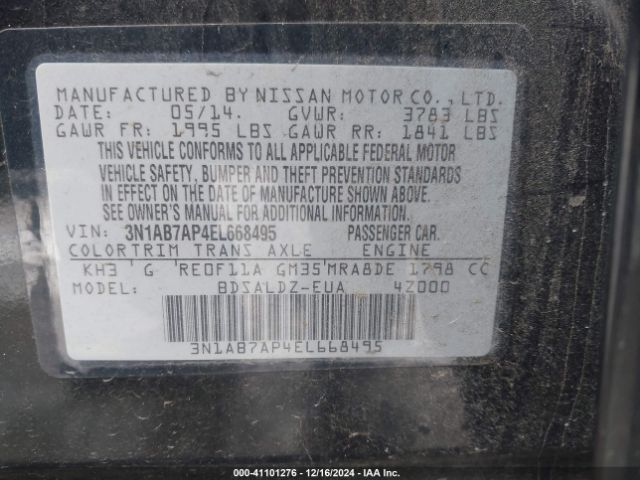 MANUFACTURED BY NISSAN MOTOR CO., LTD.
DATE: 05/14. GVWR: 3783 LBS
GAWR FR: 1995 LBS GAWR RR: 1841 LBS
THIS VEHICLE CONFORMS TO ALL APPLICABLE FEDERAL MOTOR
VEHICLE SAFETY, BUMPER AND THEFT PREVENTION STANDARDS
IN EFFECT ON THE DATE OF MANUFACTURE SHOWN ABOVE.
SEE OWNER'S MANUAL FOR ADDITIONAL INFORMATION.
VIN: 3N1AB7AP4EL668495 PASSENGER CAR.
COLOR TRIM TRANS AXLE ENGINE
KH3 G RE0F11A GM35 MRA8DE 1798 CC
MODEL: BDSALDZ-EUA 4Z000
3N1AB7AP4EL668495
000-41101276 - 12/16/2024 - IAA Inc.